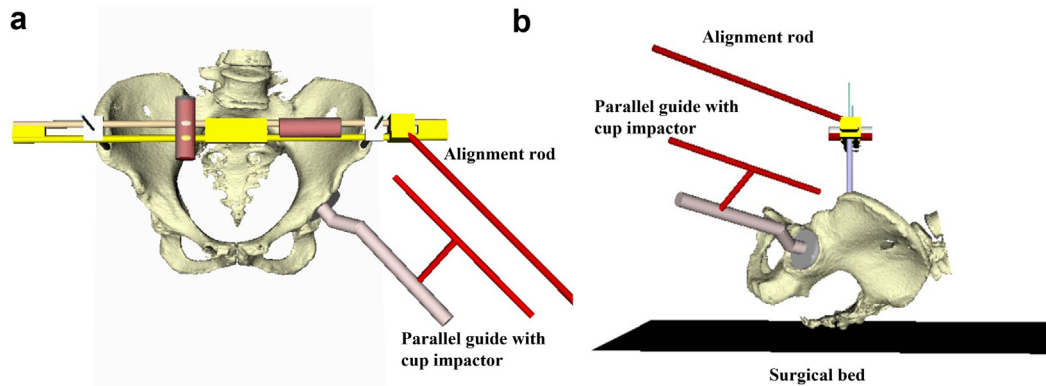 a
Alignment rod
Parallel guide with
cup impactor
b
Alignment rod
Parallel guide with
cup impactor
Surgical bed